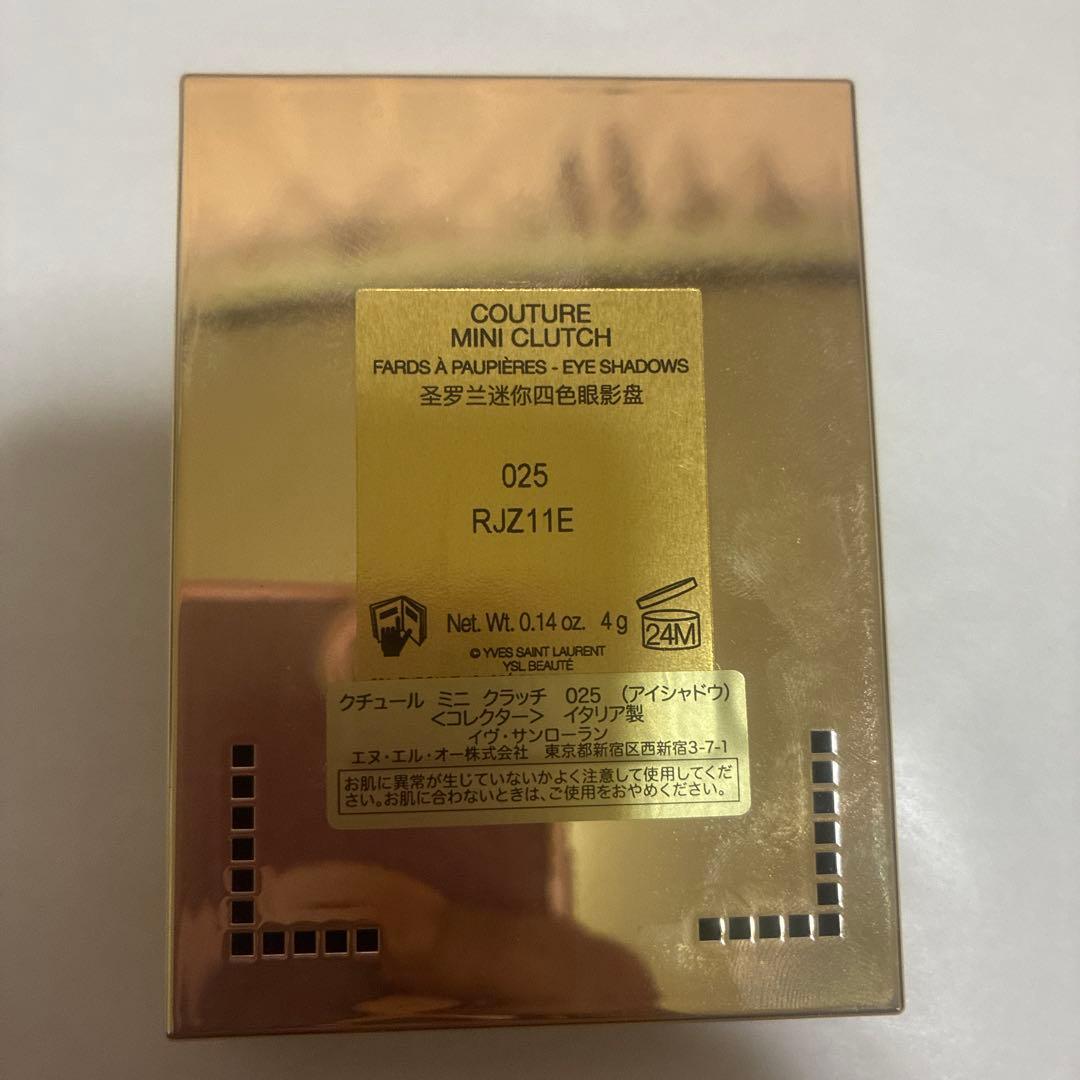 COUTURE
MINI CLUTCH
FARDS À PAUPIÈRES - EYE SHADOWS
圣罗兰迷你四色眼影盘
025
RJZ11E
Net. Wt. 0.14 oz. 4 g
24M
© YVES SAINT LAURENT
YSL BEAUTÉ
クチュール ミニ クラッチ 025 (アイシャドウ)
<コレクター> イタリア製
イヴ・サンローラン
エヌ・エル・オー株式会社 東京都新宿区西新宿3-7-1
お肌に異常が生じていないかよく注意して使用してくだ
さい。お肌に合わないときは、ご使用をおやめください。